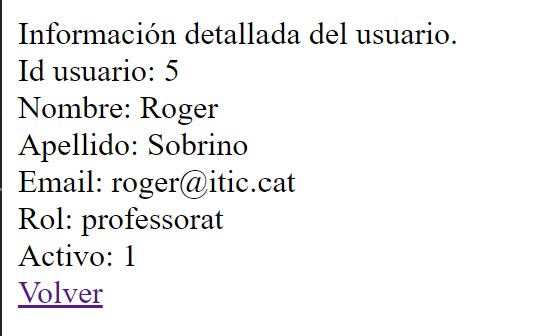 Información detallada del usuario.
Id usuario: 5
Nombre: Roger
Apellido: Sobrino
Email: roger@itic.cat
Rol: professorat
Activo: 1
Volver